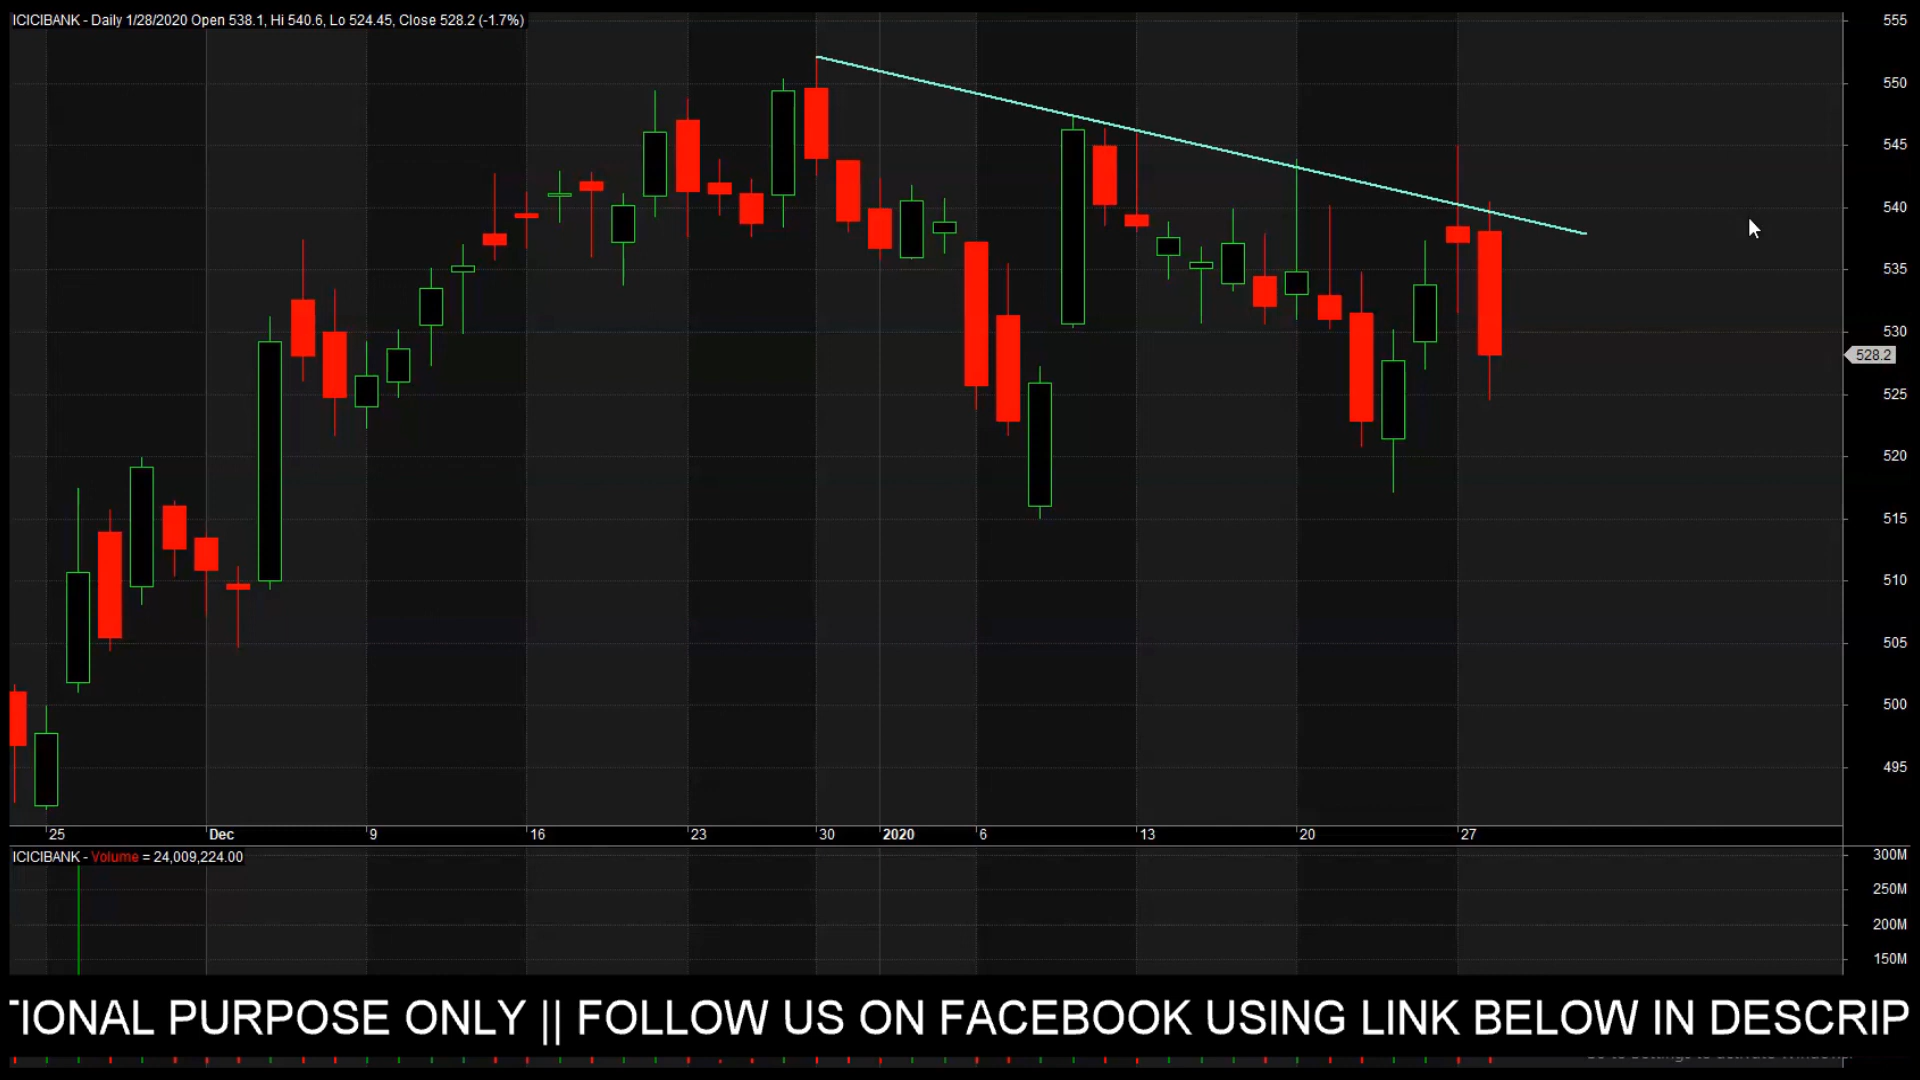 ICICIBANK - Daily 1/28/2020 Open 538.1, Hi 540.6, Lo 524.45, Close 528.2 (-1.7%)
555
550
545
540
535
530
528.2
525
520
515
510
505
500
495
25 Dec 9 16 23 30 2020 6 13 20 27
ICICIBANK - Volume = 24,009,224.00
300M
250M
200M
150M
TIONAL PURPOSE ONLY || FOLLOW US ON FACEBOOK USING LINK BELOW IN DESCRIP